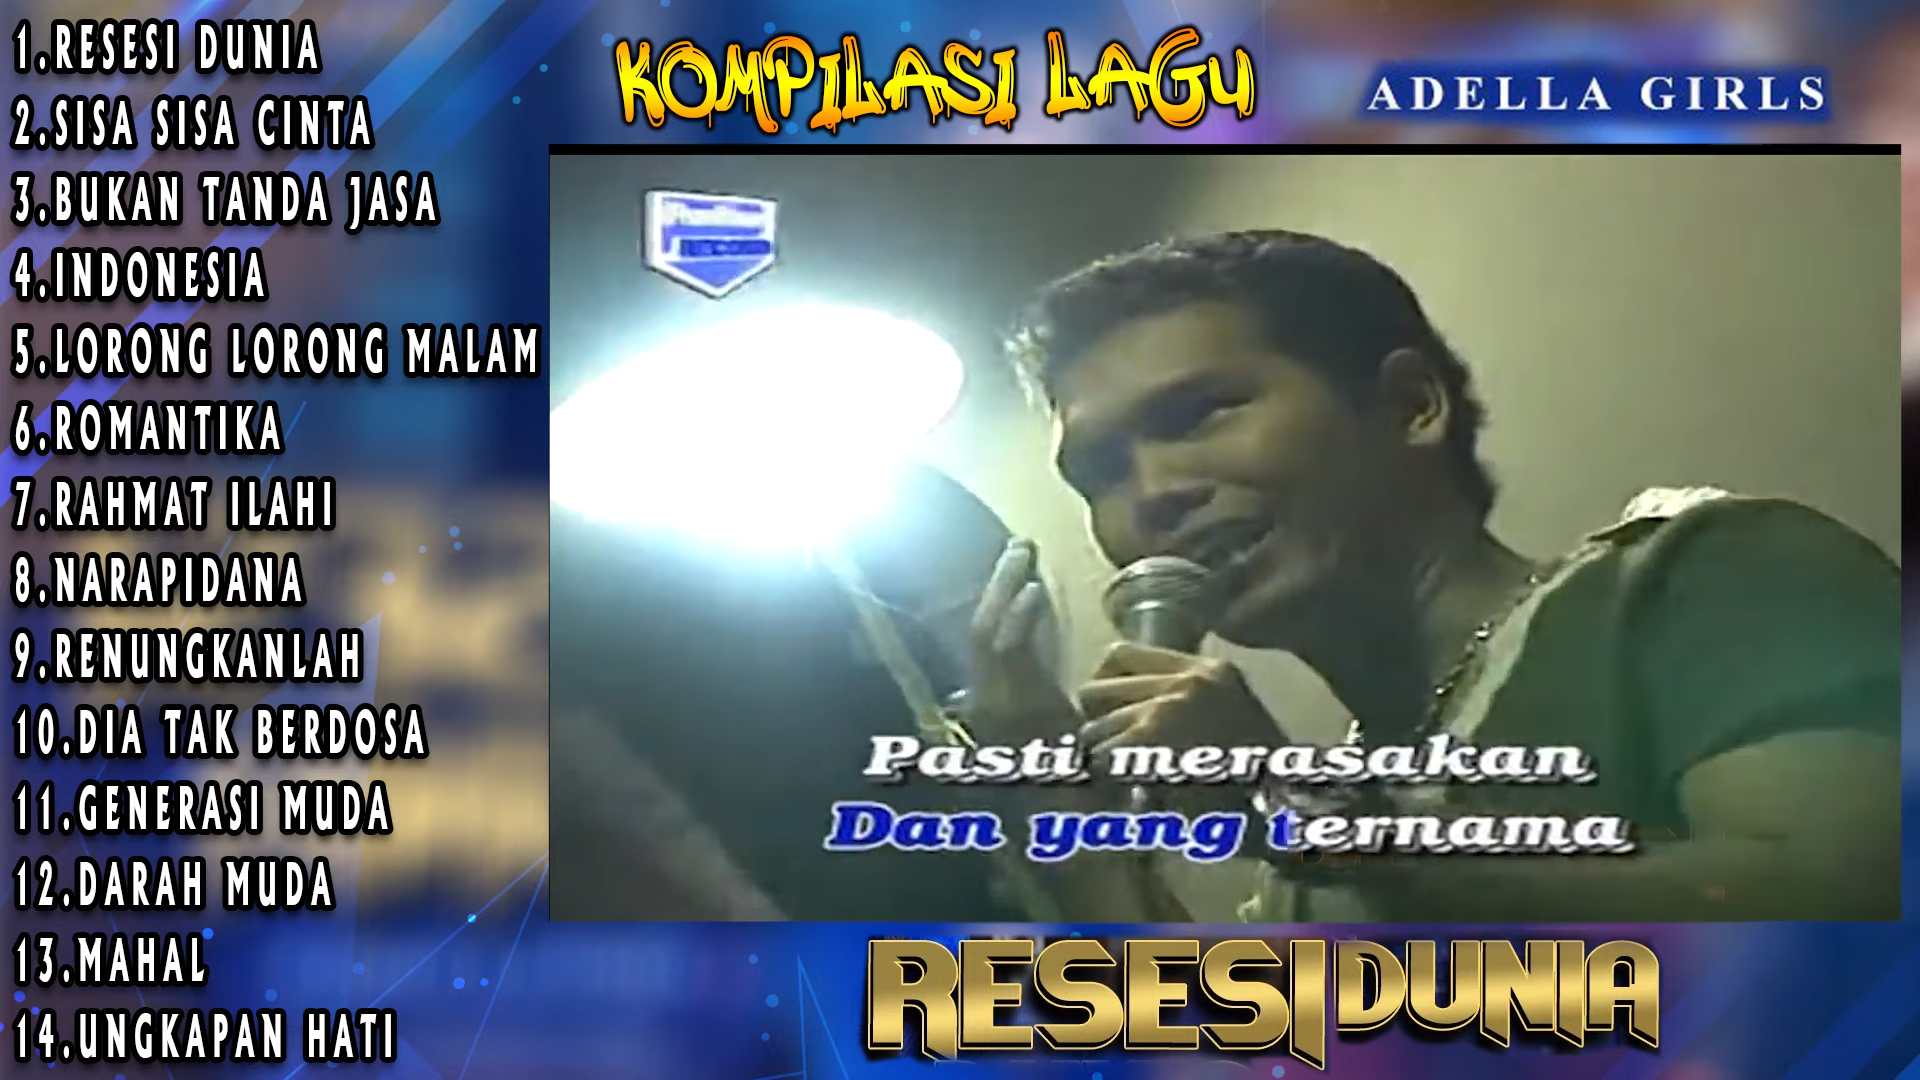 1.RESESI DUNIA
2.SISA SISA CINTA
3.BUKAN TANDA JASA
4.INDONESIA
5.LORONG LORONG MALAM
6.ROMANTIKA
7.RAHMAT ILAHI
8.NARAPIDANA
9.RENUNGKANLAH
10.DIA TAK BERDOSA
11.GENERASI MUDA
12.DARAH MUDA
13.MAHAL
14.UNGKAPAN HATI
KOMPILASI LAGU
ADELLA GIRLS
Pasti merasakan
Dan yang ternama
RESESI DUNIA